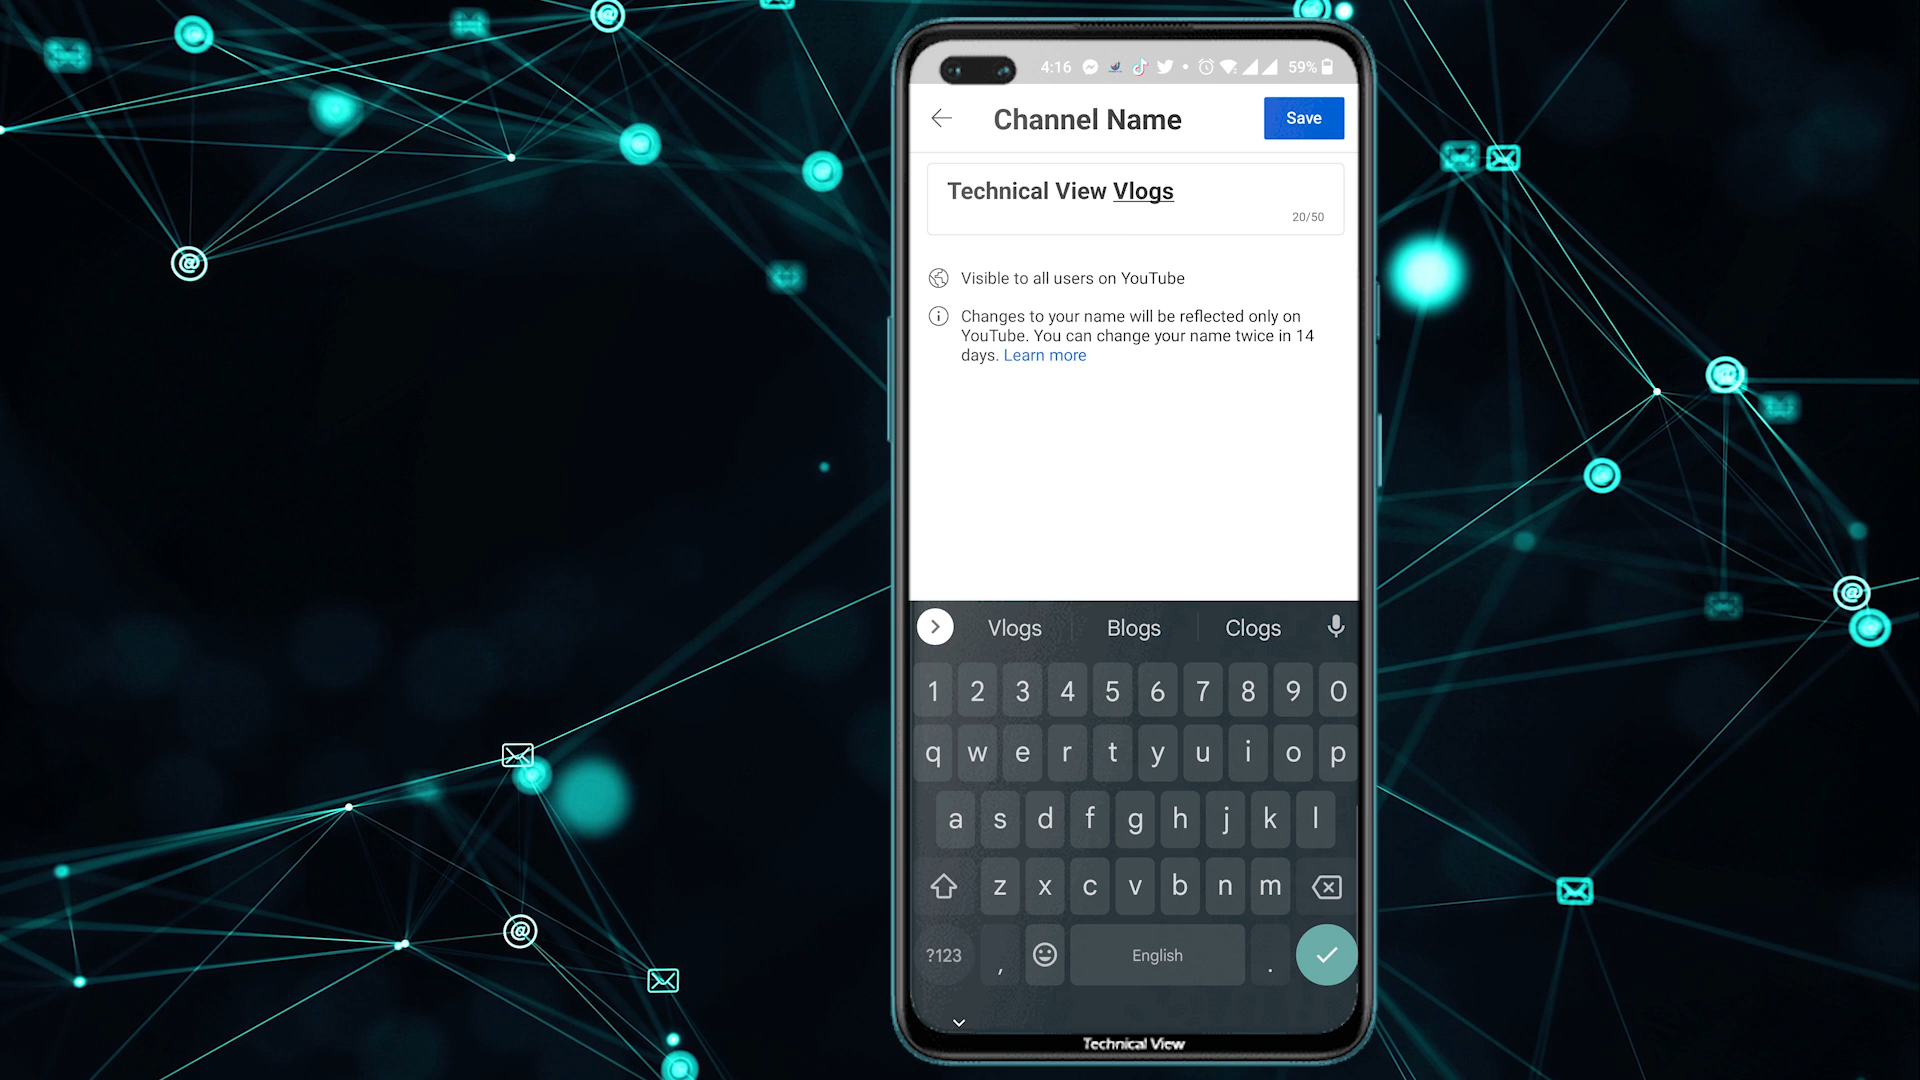 4:16 59%
Channel Name
Save
Technical View Vlogs
20/50
Visible to all users on YouTube
Changes to your name will be reflected only on
YouTube. You can change your name twice in 14
days. Learn more
Vlogs Blogs Clogs
1 2 3 4 5 6 7 8 9 0
q w e r t y u i o p
a s d f g h j k l
z x c v b n m
?123 , English .
Technical View